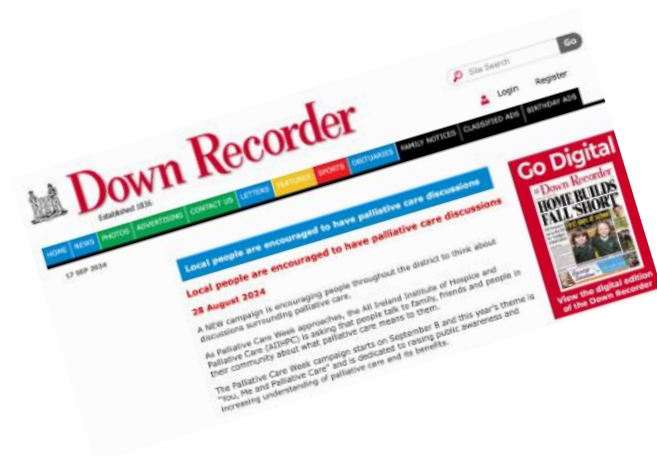 Site Search
Go
Login Register
Down Recorder
Established 1836
HOME NEWS PHOTOS ADVERTISING CONTACT US LETTERS FEATURES SPORTS OBITUARIES FAMILY NOTICES CLASSIFIED ADS BIRTHDAY ADS
17 SEP 2024
Local people are encouraged to have palliative care discussions
Local people are encouraged to have palliative care discussions
28 August 2024
A NEW campaign is encouraging people throughout the district to think about
discussions surrounding palliative care.
As Palliative Care Week approaches, the All Ireland Institute of Hospice and
Palliative Care (AIIHPC) is asking that people talk to family, friends and people in
their community about what palliative care means to them.
The Palliative Care Week campaign starts on September 8 and this year's theme is
"You, Me and Palliative Care" and is dedicated to raising public awareness and
increasing understanding of palliative care and its benefits.
Go Digital
Down Recorder
HOME BUILDS
FALL SHORT
View the digital edition
of the Down Recorder